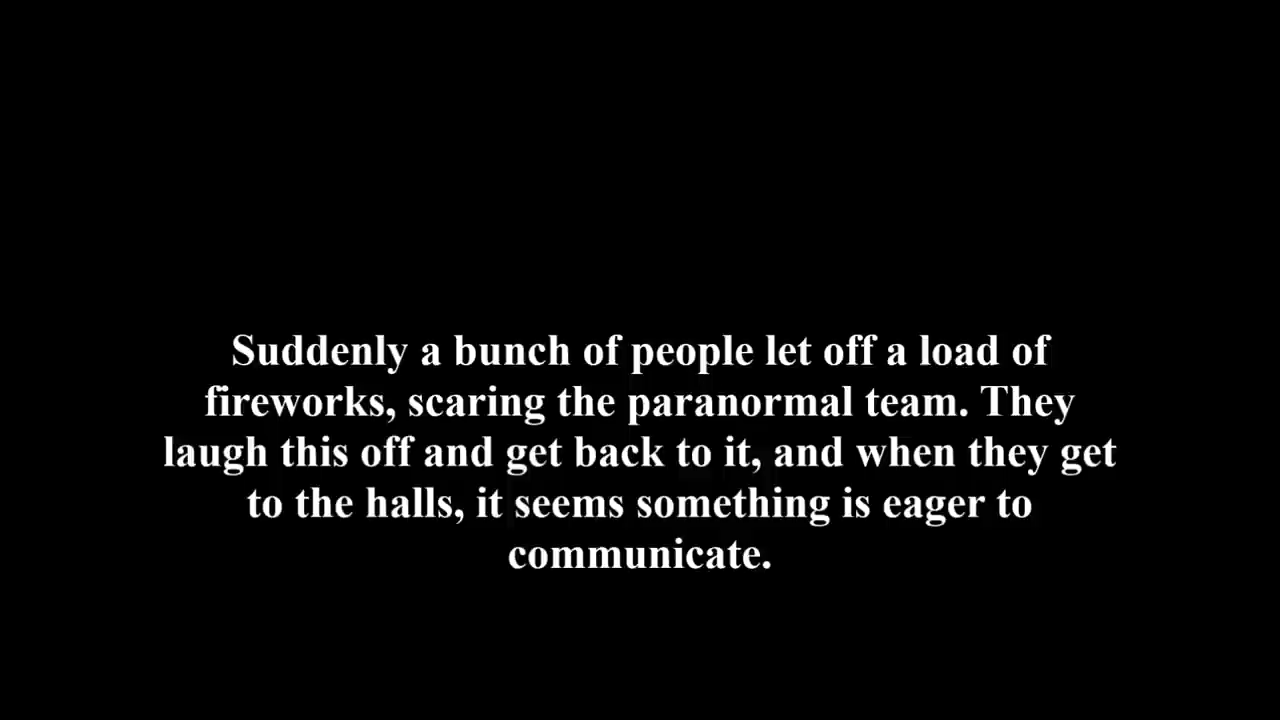 Suddenly a bunch of people let off a load of
fireworks, scaring the paranormal team. They
laugh this off and get back to it, and when they get
to the halls, it seems something is eager to
communicate.